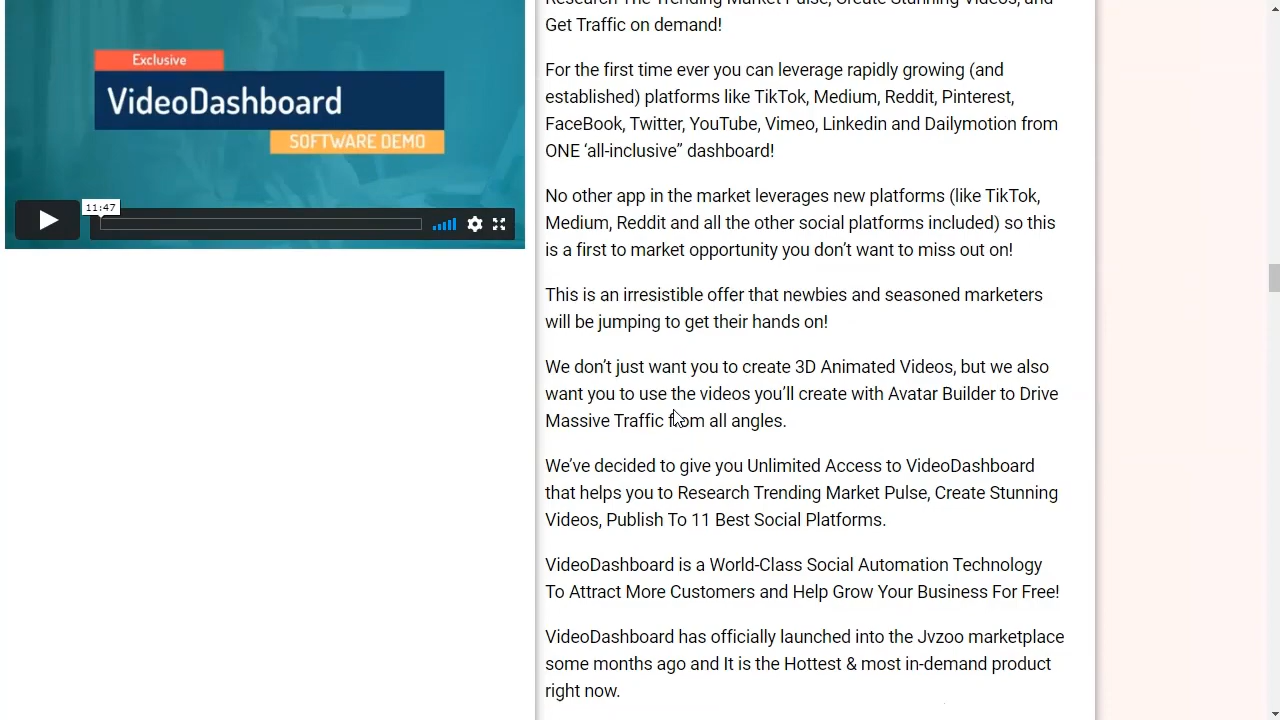 Exclusive
VideoDashboard
SOFTWARE DEMO
11:47
Research The Trending Market Pulse, Create Stunning Videos, and
Get Traffic on demand!
For the first time ever you can leverage rapidly growing (and
established) platforms like TikTok, Medium, Reddit, Pinterest,
FaceBook, Twitter, YouTube, Vimeo, Linkedin and Dailymotion from
ONE ‘all-inclusive” dashboard!
No other app in the market leverages new platforms (like TikTok,
Medium, Reddit and all the other social platforms included) so this
is a first to market opportunity you don’t want to miss out on!
This is an irresistible offer that newbies and seasoned marketers
will be jumping to get their hands on!
We don’t just want you to create 3D Animated Videos, but we also
want you to use the videos you’ll create with Avatar Builder to Drive
Massive Traffic from all angles.
We’ve decided to give you Unlimited Access to VideoDashboard
that helps you to Research Trending Market Pulse, Create Stunning
Videos, Publish To 11 Best Social Platforms.
VideoDashboard is a World-Class Social Automation Technology
To Attract More Customers and Help Grow Your Business For Free!
VideoDashboard has officially launched into the Jvzoo marketplace
some months ago and It is the Hottest & most in-demand product
right now.